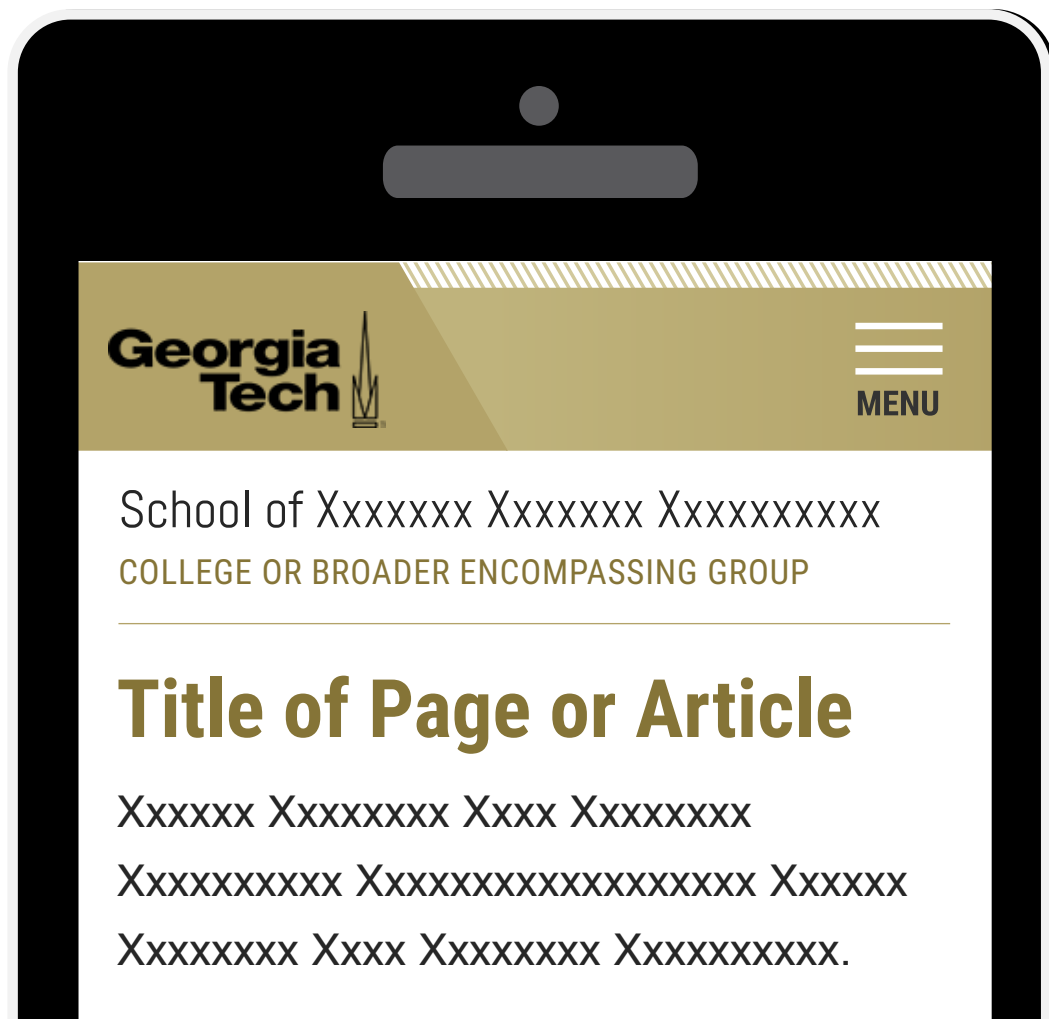 Georgia
Tech
MENU
School of Xxxxxxx Xxxxxxx Xxxxxxxxxx
COLLEGE OR BROADER ENCOMPASSING GROUP
Title of Page or Article
Xxxxxx Xxxxxxxx Xxxx Xxxxxxxx
Xxxxxxxxxx Xxxxxxxxxxxxxxxxxx Xxxxxx
Xxxxxxxx Xxxx Xxxxxxxx Xxxxxxxxxx.